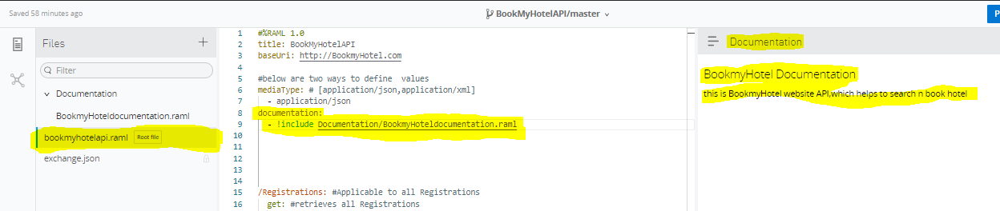 Saved 58 minutes ago
BookMyHotelAPI/master
P
Files
+
Filter
Documentation
BookmyHoteldocumentation.raml
bookmyhotelapi.raml Root file
exchange.json
1 #%RAML 1.0
2 title: BookMyHotelAPI
3 baseUri: http://BookmyHotel.com
4
5 #below are two ways to define values
6 mediaType: # [application/json,application/xml]
7 - application/json
8 documentation:
9 - !include Documentation/BookmyHoteldocumentation.raml
10
11
12
13
14
15 /Registrations: #Applicable to all Registrations
16 get: #retrieves all Registrations
Documentation
BookmyHotel Documentation
this is BookmyHotel website API,which helps to search n book hotel